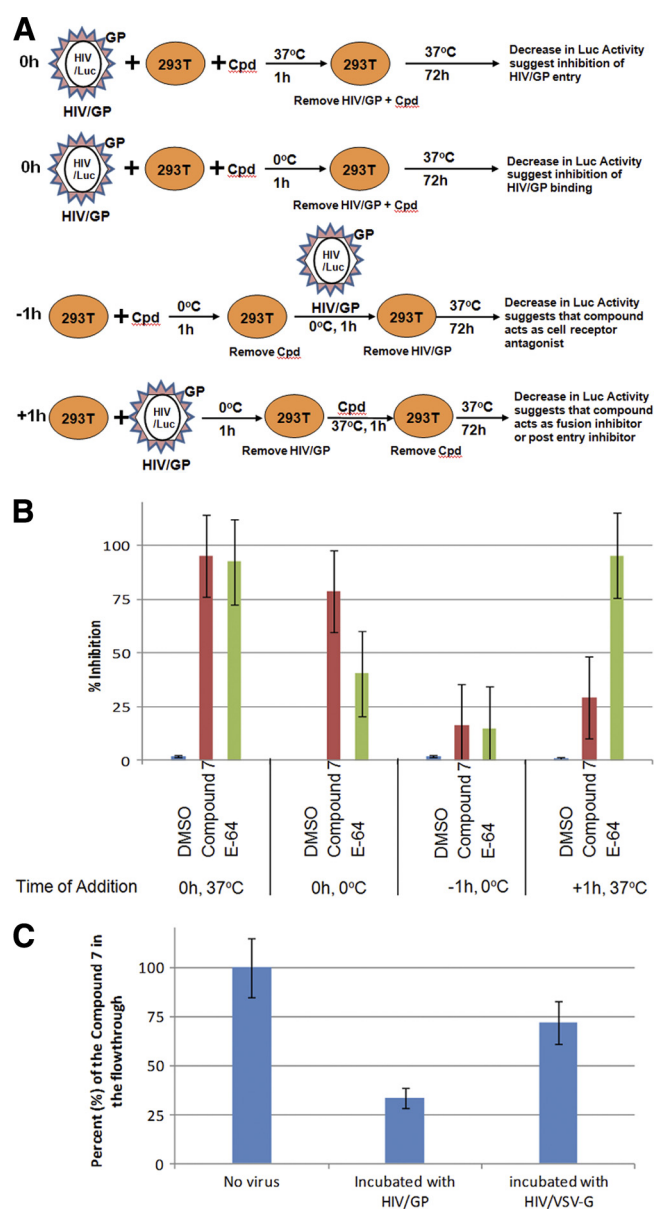 A
0h
GP
HIV
/Luc
HIV/GP
+
293T
+
Cpd
37ºC
1h
293T
Remove HIV/GP + Cpd
37ºC
72h
Decrease in Luc Activity
suggest inhibition of
HIV/GP entry
0h
GP
HIV
/Luc
HIV/GP
+
293T
+
Cpd
0ºC
1h
293T
Remove HIV/GP + Cpd
37ºC
72h
Decrease in Luc Activity
suggest inhibition of
HIV/GP binding
-1h
293T
+
Cpd
0ºC
1h
293T
Remove Cpd
GP
HIV
/Luc
HIV/GP
0ºC, 1h
293T
Remove HIV/GP
37ºC
72h
Decrease in Luc Activity
suggests that compound
acts as cell receptor
antagonist
+1h
293T
+
GP
HIV
/Luc
HIV/GP
0ºC
1h
293T
Remove HIV/GP
Cpd
37ºC, 1h
293T
Remove Cpd
37ºC
72h
Decrease in Luc Activity
suggests that compound
acts as fusion inhibitor
or post entry inhibitor
B
% Inhibition
100
75
50
25
0
DMSO
Compound 7
E-64
DMSO
Compound 7
E-64
DMSO
Compound 7
E-64
DMSO
Compound 7
E-64
Time of Addition
0h, 37ºC
0h, 0ºC
-1h, 0ºC
+1h, 37ºC
C
Percent (%) of the Compound 7 in
the flowthrough
100
75
50
25
0
No virus
Incubated with
HIV/GP
incubated with
HIV/VSV-G